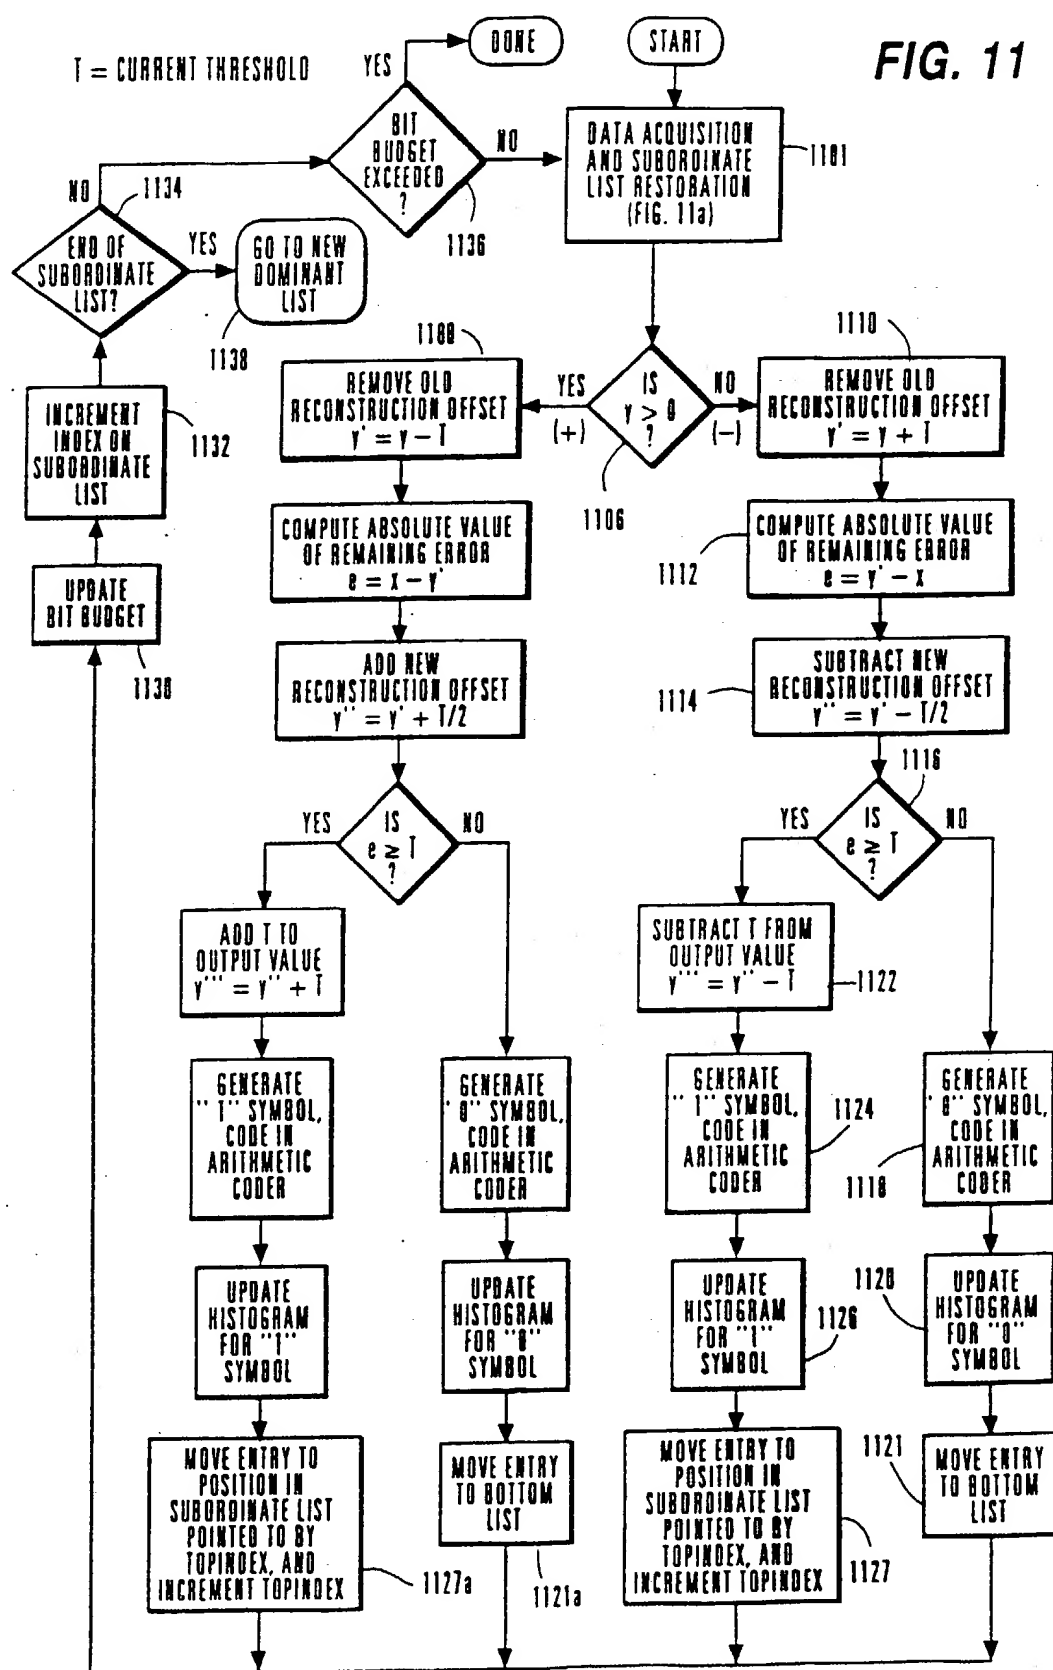 FIG. 11
T = CURRENT THRESHOLD
YES
DONE
START
BIT
BUDGET
EXCEEDED
?
NO
1136
DATA ACQUISITION
AND SUBORDINATE
LIST RESTORATION
(FIG. 11a)
1101
NO
1134
END OF
SUBORDINATE
LIST?
YES
GO TO NEW
DOMINANT
LIST
1138
INCREMENT
INDEX ON
SUBORDINATE
LIST
1132
UPDATE
BIT BUDGET
1130
IS
y > 0
?
1106
YES
(+)
NO
(-)
1108
REMOVE OLD
RECONSTRUCTION OFFSET
y' = y - T
COMPUTE ABSOLUTE VALUE
OF REMAINING ERROR
e = x - y'
ADD NEW
RECONSTRUCTION OFFSET
y'' = y' + T/2
IS
e ≥ T
?
YES
NO
ADD T TO
OUTPUT VALUE
y''' = y'' + T
GENERATE
"1" SYMBOL,
CODE IN
ARITHMETIC
CODER
UPDATE
HISTOGRAM
FOR "1"
SYMBOL
MOVE ENTRY TO
POSITION IN
SUBORDINATE LIST
POINTED TO BY
TOPINDEX, AND
INCREMENT TOPINDEX
1127a
GENERATE
'0" SYMBOL,
CODE IN
ARITHMETIC
CODER
UPDATE
HISTOGRAM
FOR "0"
SYMBOL
MOVE ENTRY
TO BOTTOM
LIST
1121a
1110
REMOVE OLD
RECONSTRUCTION OFFSET
y' = y + T
COMPUTE ABSOLUTE VALUE
OF REMAINING ERROR
e = y' - x
1112
SUBTRACT NEW
RECONSTRUCTION OFFSET
y'' = y' - T/2
1114
1116
IS
e ≥ T
?
YES
NO
SUBTRACT T FROM
OUTPUT VALUE
y''' = y'' - T
1122
GENERATE
"1" SYMBOL,
CODE IN
ARITHMETIC
CODER
1124
UPDATE
HISTOGRAM
FOR "1"
SYMBOL
1126
MOVE ENTRY TO
POSITION IN
SUBORDINATE LIST
POINTED TO BY
TOPINDEX, AND
INCREMENT TOPINDEX
1127
GENERATE
'0" SYMBOL,
CODE IN
ARITHMETIC
CODER
1118
UPDATE
HISTOGRAM
FOR "0"
SYMBOL
1120
MOVE ENTRY
TO BOTTOM
LIST
1121